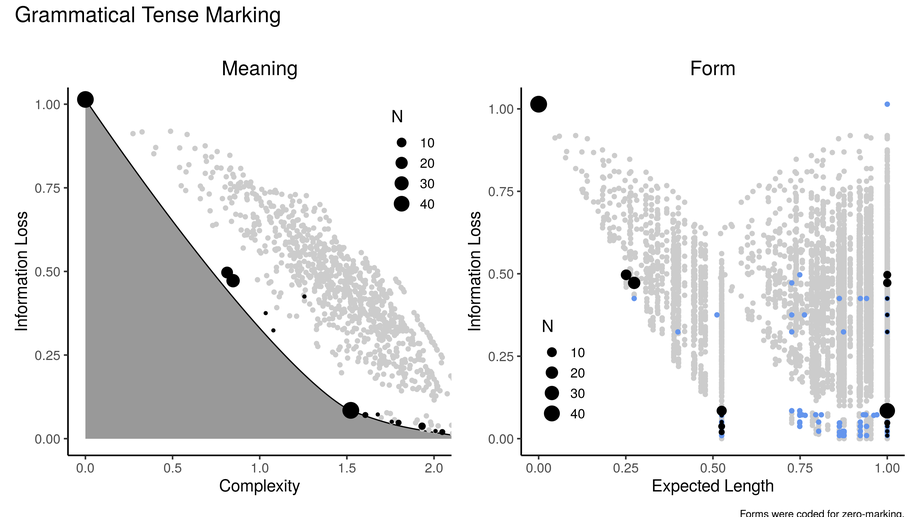 Grammatical Tense Marking
Meaning
Information Loss
1.00
0.75
0.50
0.25
0.00
0.0 0.5 1.0 1.5 2.0
Complexity
N
10
20
30
40
Form
Information Loss
1.00
0.75
0.50
0.25
0.00
0.00 0.25 0.50 0.75 1.00
Expected Length
N
10
20
30
40
Forms were coded for zero-marking.